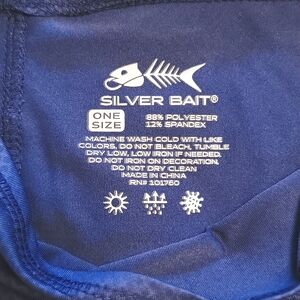 SILVER BAIT®
ONE SIZE
88% POLYESTER
12% SPANDEX
MACHINE WASH COLD WITH LIKE
COLORS, DO NOT BLEACH, TUMBLE
DRY LOW, LOW IRON IF NEEDED.
DO NOT IRON ON DECORATION.
DO NOT DRY CLEAN
MADE IN CHINA
RN# 101760